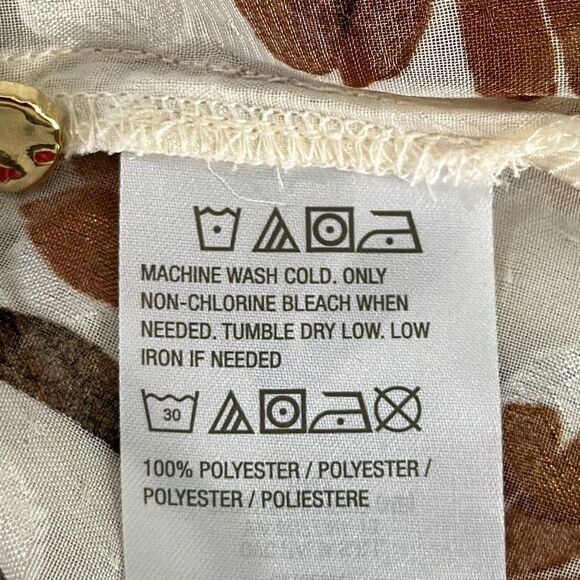 MACHINE WASH COLD. ONLY
NON-CHLORINE BLEACH WHEN
NEEDED. TUMBLE DRY LOW. LOW
IRON IF NEEDED
30
100% POLYESTER / POLYESTER /
POLYESTER / POLIESTERE